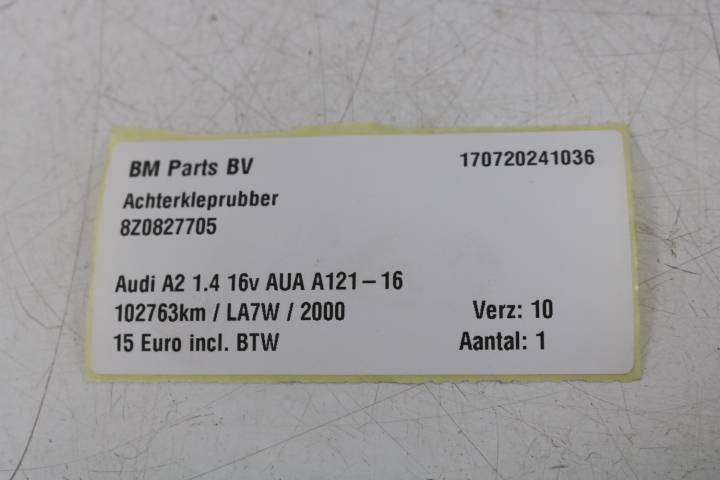 BM Parts BV 170720241036
Achterkleprubber
8Z0827705
Audi A2 1.4 16v AUA A121-16
102763km / LA7W / 2000 Verz: 10
15 Euro incl. BTW Aantal: 1